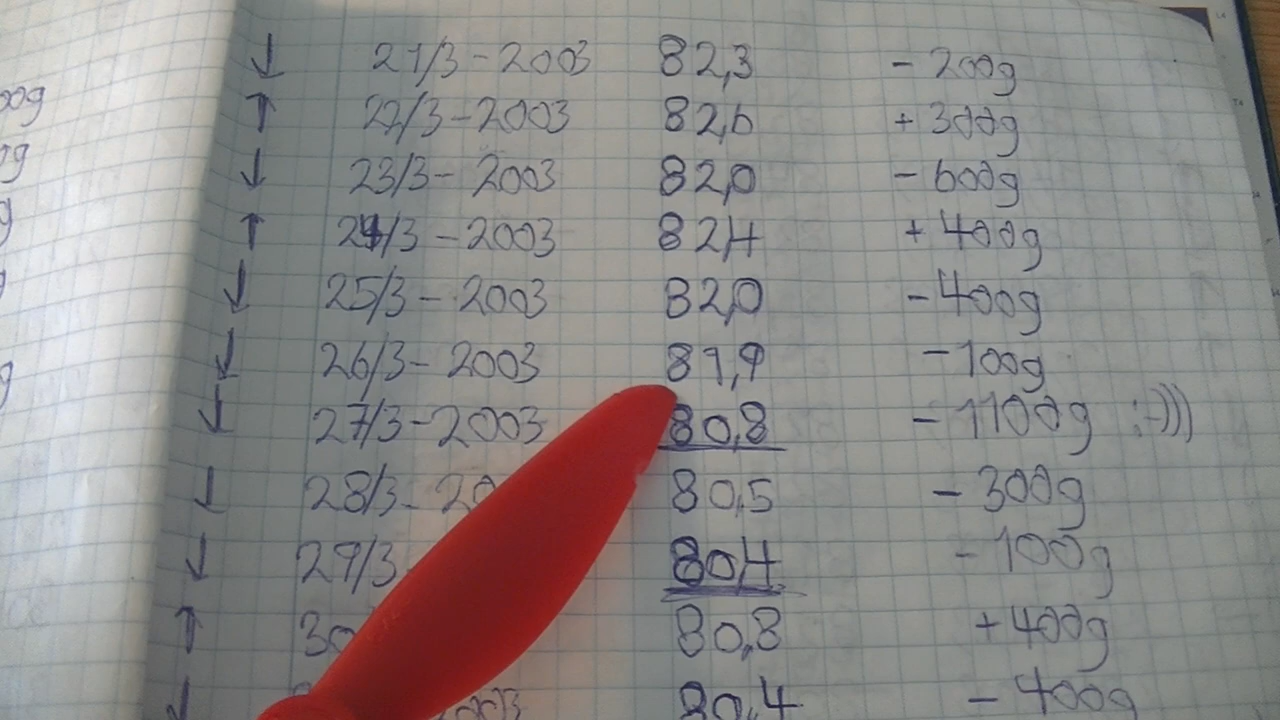 ↓ 21/3 - 2003 82,3 - 200g
↑ 22/3 - 2003 82,6 + 300g
↓ 23/3 - 2003 82,0 - 600g
↑ 24/3 - 2003 82,4 + 400g
↓ 25/3 - 2003 82,0 - 400g
↓ 26/3 - 2003 81,9 - 100g
↓ 27/3 - 2003 80,8 - 1100g :-)))
↓ 28/3 - 20 80,5 - 300g
↓ 29/3 - 80,4 - 100g
↑ 30 80,8 + 400g
↓ 2003 80,4 - 400g